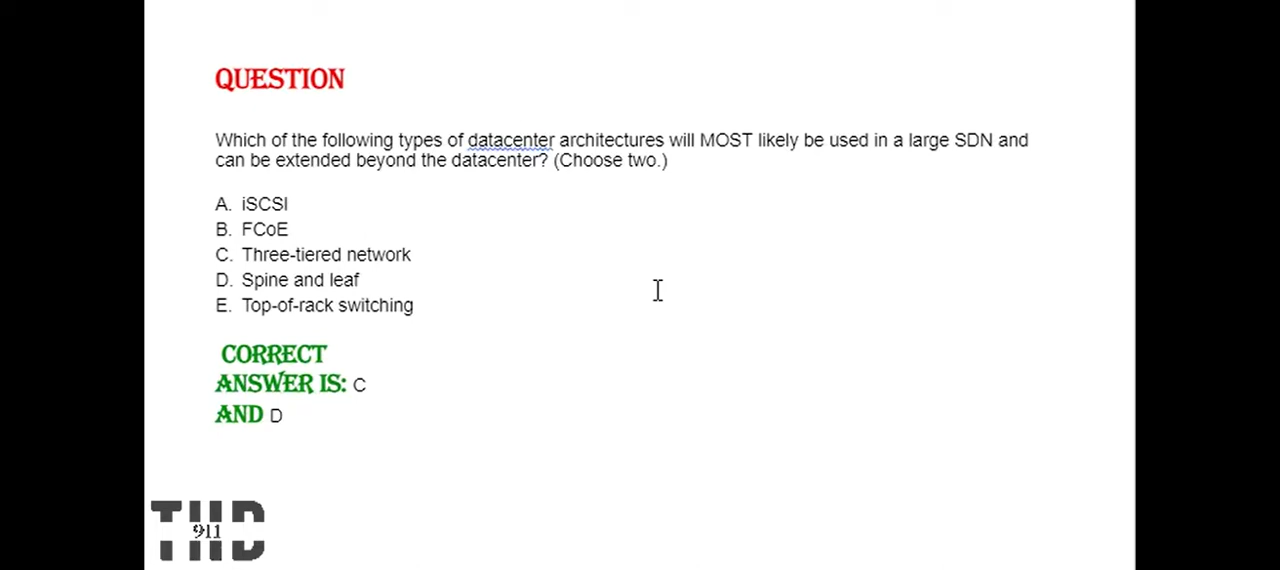 QUESTION
Which of the following types of datacenter architectures will MOST likely be used in a large SDN and
can be extended beyond the datacenter? (Choose two.)
A. iSCSI
B. FCoE
C. Three-tiered network
D. Spine and leaf
E. Top-of-rack switching
CORRECT
ANSWER IS: C
AND D
THD
911